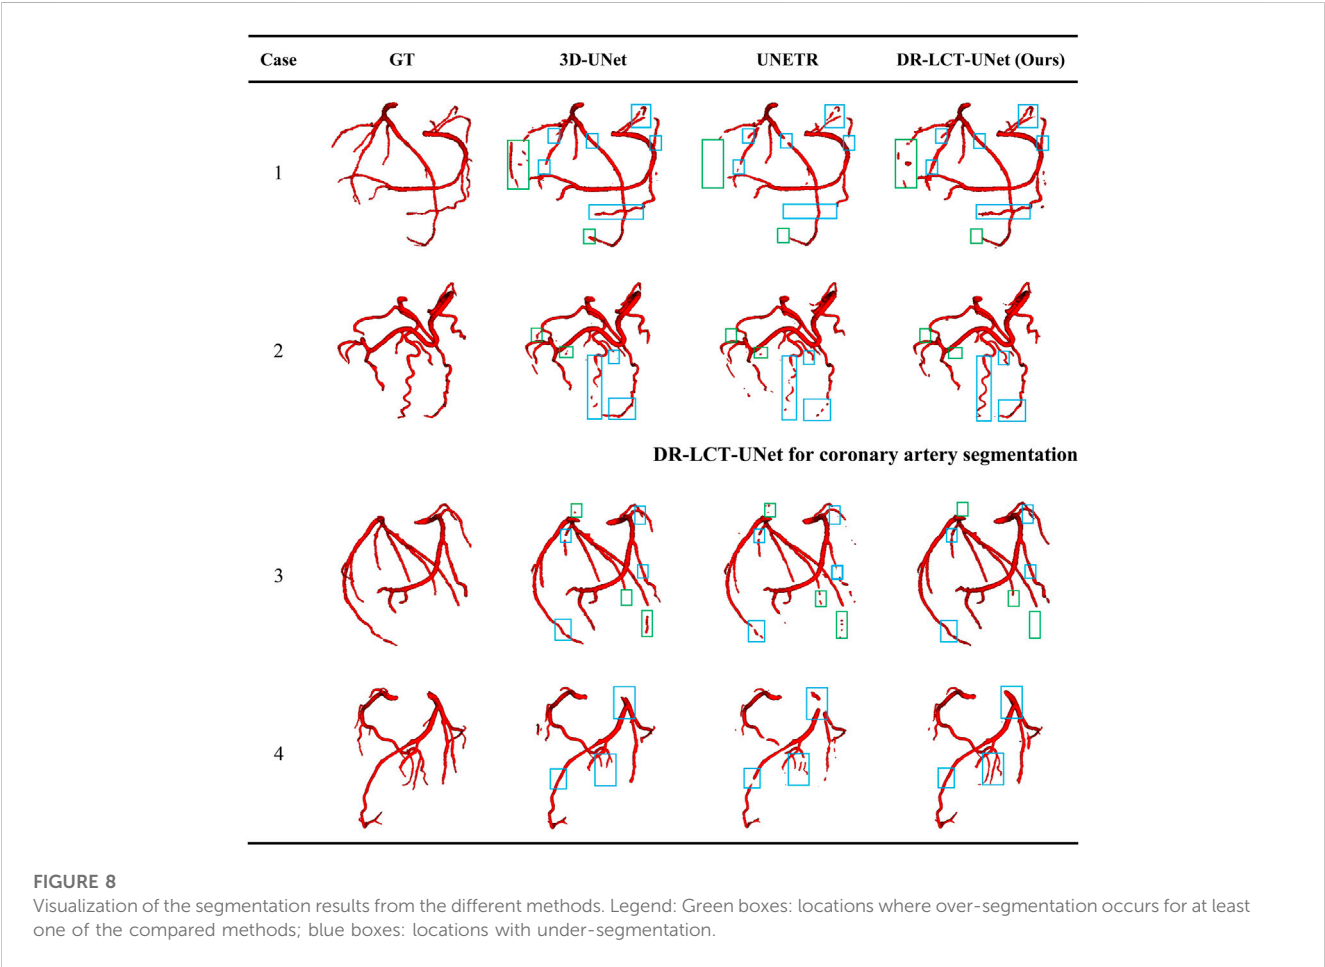 Case GT 3D-UNet UNETR DR-LCT-UNet (Ours)
1
2
DR-LCT-UNet for coronary artery segmentation
3
4
FIGURE 8
Visualization of the segmentation results from the different methods. Legend: Green boxes: locations where over-segmentation occurs for at least
one of the compared methods; blue boxes: locations with under-segmentation.